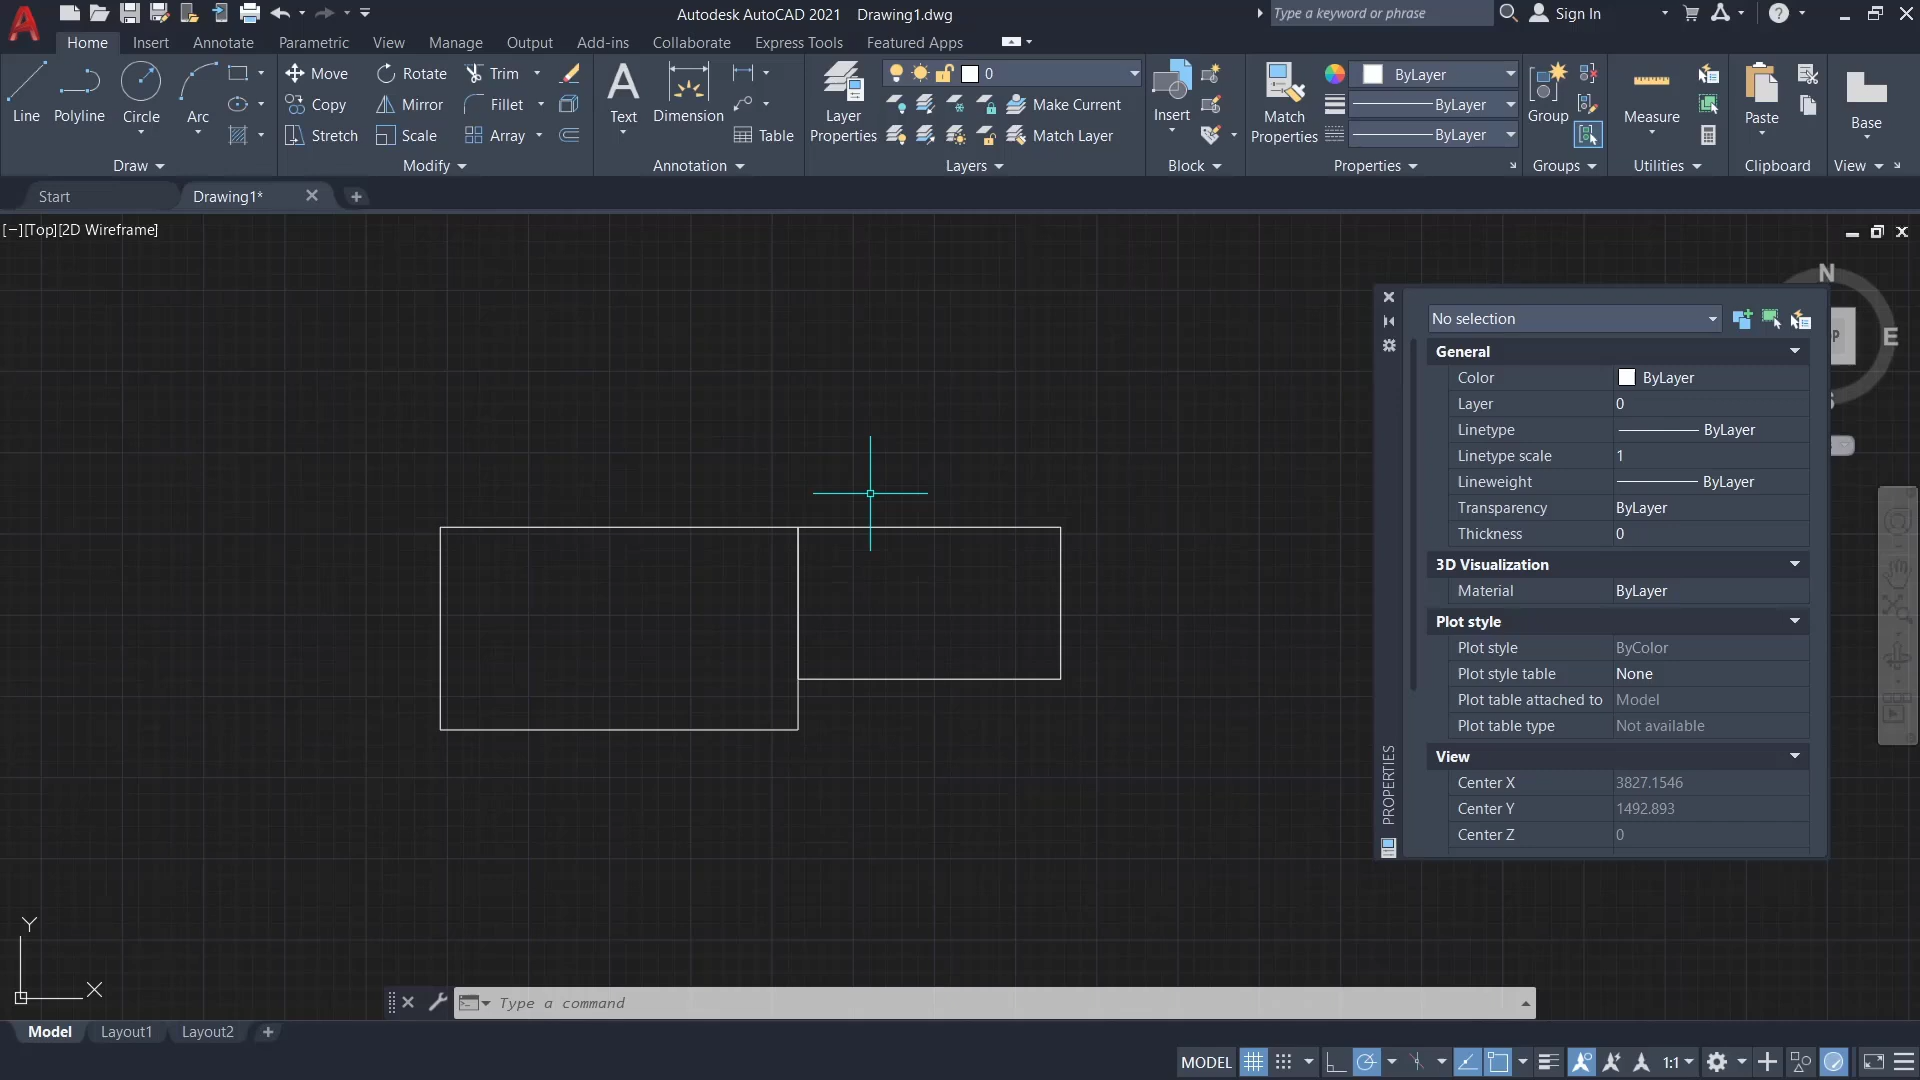 Autodesk AutoCAD 2021 Drawing1.dwg
Type a keyword or phrase
Sign In
Home Insert Annotate Parametric View Manage Output Add-ins Collaborate Express Tools Featured Apps
Line
Polyline
Circle
Arc
Draw
Move Rotate Trim
Copy Mirror Fillet
Stretch Scale Array
Modify
Text
Dimension
Table
Annotation
Layer
Properties
0
Make Current
Match Layer
Layers
Insert
Block
Match
Properties
ByLayer
ByLayer
ByLayer
Properties
Group
Groups
Measure
Utilities
Paste
Clipboard
Base
View
Start
Drawing1*
[−][Top][2D Wireframe]
N
E
No selection
General
Color ByLayer
Layer 0
Linetype ByLayer
Linetype scale 1
Lineweight ByLayer
Transparency ByLayer
Thickness 0
3D Visualization
Material ByLayer
Plot style
Plot style ByColor
Plot style table None
Plot table attached to Model
Plot table type Not available
View
Center X 3827.1546
Center Y 1492.893
Center Z 0
PROPERTIES
Y
X
Type a command
Model Layout1 Layout2
MODEL
1:1